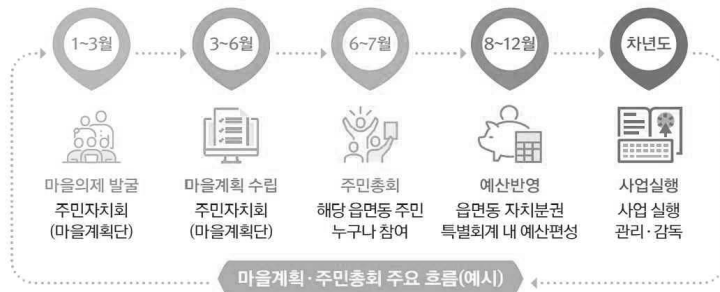 1~3월
3~6월
6~7월
8~12월
차년도
마을의제 발굴
마을계획 수립
주민총회
예산반영
사업실행
주민자치회
(마을계획단)
주민자치회
(마을계획단)
해당 읍면동 주민
누구나 참여
읍면동 자치분권
특별회계 내 예산편성
사업 실행
관리·감독
마을계획·주민총회 주요 흐름(예시)